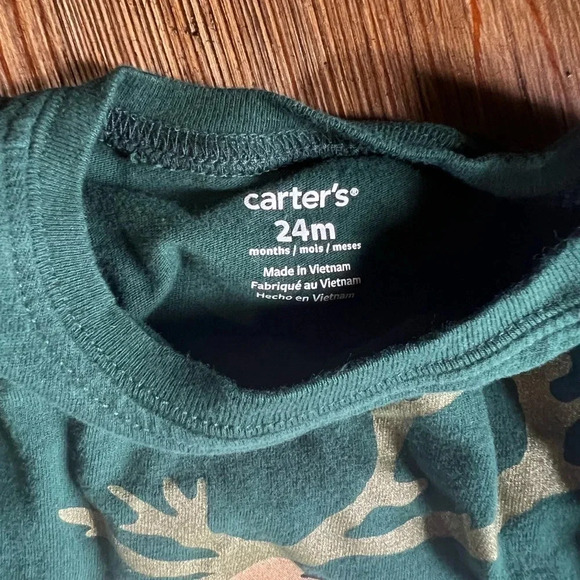 carter's®
24m
months / mois / meses
Made in Vietnam
Fabriqué au Vietnam
Hecho en Vietnam